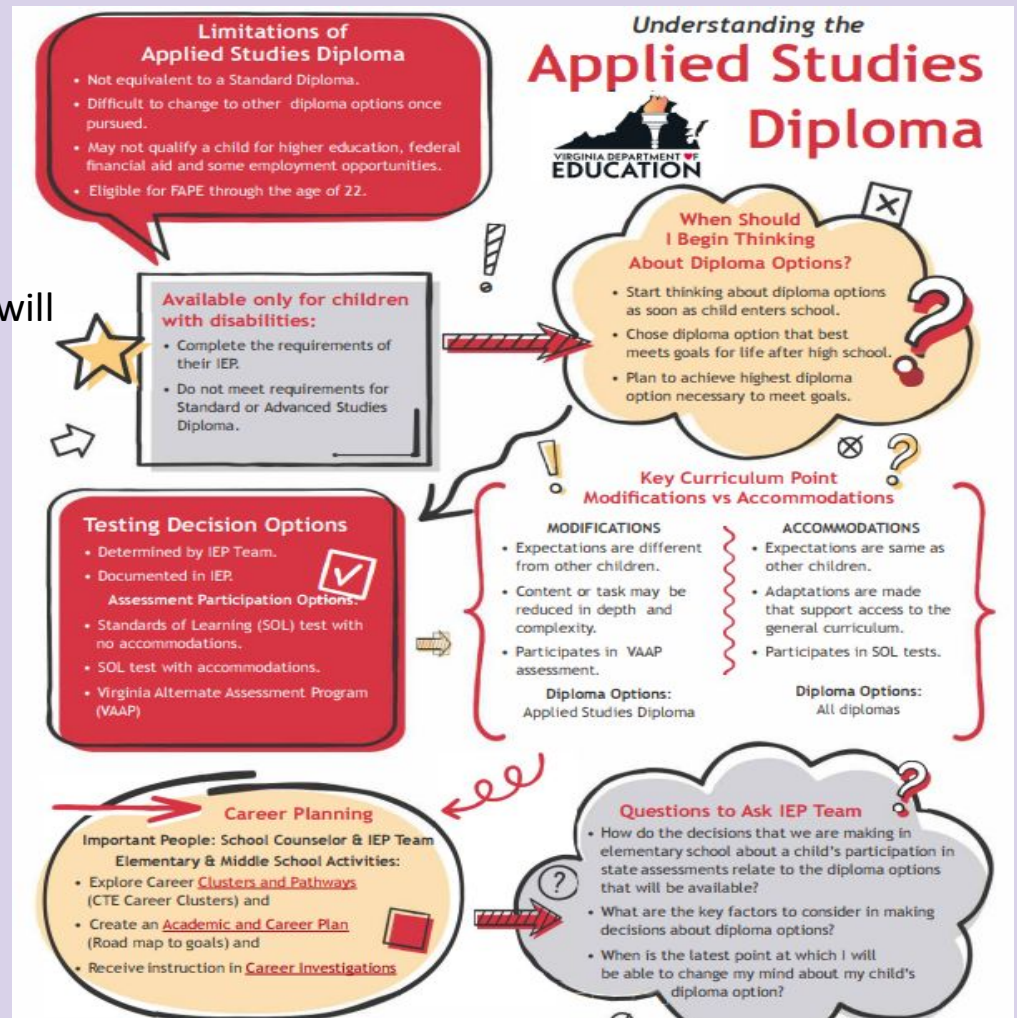 Understanding the
Applied Studies
Diploma
VIRGINIA DEPARTMENT OF
EDUCATION
Limitations of
Applied Studies Diploma
• Not equivalent to a Standard Diploma.
• Difficult to change to other diploma options once
pursued.
• May not qualify a child for higher education, federal
financial aid and some employment opportunities.
• Eligible for FAPE through the age of 22.
will
Available only for children
with disabilities:
• Complete the requirements of
their IEP.
• Do not meet requirements for
Standard or Advanced Studies
Diploma.
When Should
I Begin Thinking
About Diploma Options?
• Start thinking about diploma options
as soon as child enters school.
• Chose diploma option that best
meets goals for life after high school.
• Plan to achieve highest diploma
option necessary to meet goals.
Testing Decision Options
• Determined by IEP Team.
• Documented in IEP.
Assessment Participation Options:
• Standards of Learning (SOL) test with
no accommodations.
• SOL test with accommodations.
• Virginia Alternate Assessment Program
(VAAP)
Key Curriculum Point
Modifications vs Accommodations
MODIFICATIONS
• Expectations are different
from other children.
• Content or task may be
reduced in depth and
complexity.
• Participates in VAAP
assessment.
Diploma Options:
Applied Studies Diploma
ACCOMMODATIONS
• Expectations are same as
other children.
• Adaptations are made
that support access to the
general curriculum.
• Participates in SOL tests.
Diploma Options:
All diplomas
Career Planning
Important People: School Counselor & IEP Team
Elementary & Middle School Activities:
• Explore Career Clusters and Pathways
(CTE Career Clusters) and
• Create an Academic and Career Plan
(Road map to goals) and
• Receive instruction in Career Investigations
Questions to Ask IEP Team
• How do the decisions that we are making in
elementary school about a child's participation in
state assessments relate to the diploma options
that will be available?
• What are the key factors to consider in making
decisions about diploma options?
• When is the latest point at which I will
be able to change my mind about my child's
diploma option?